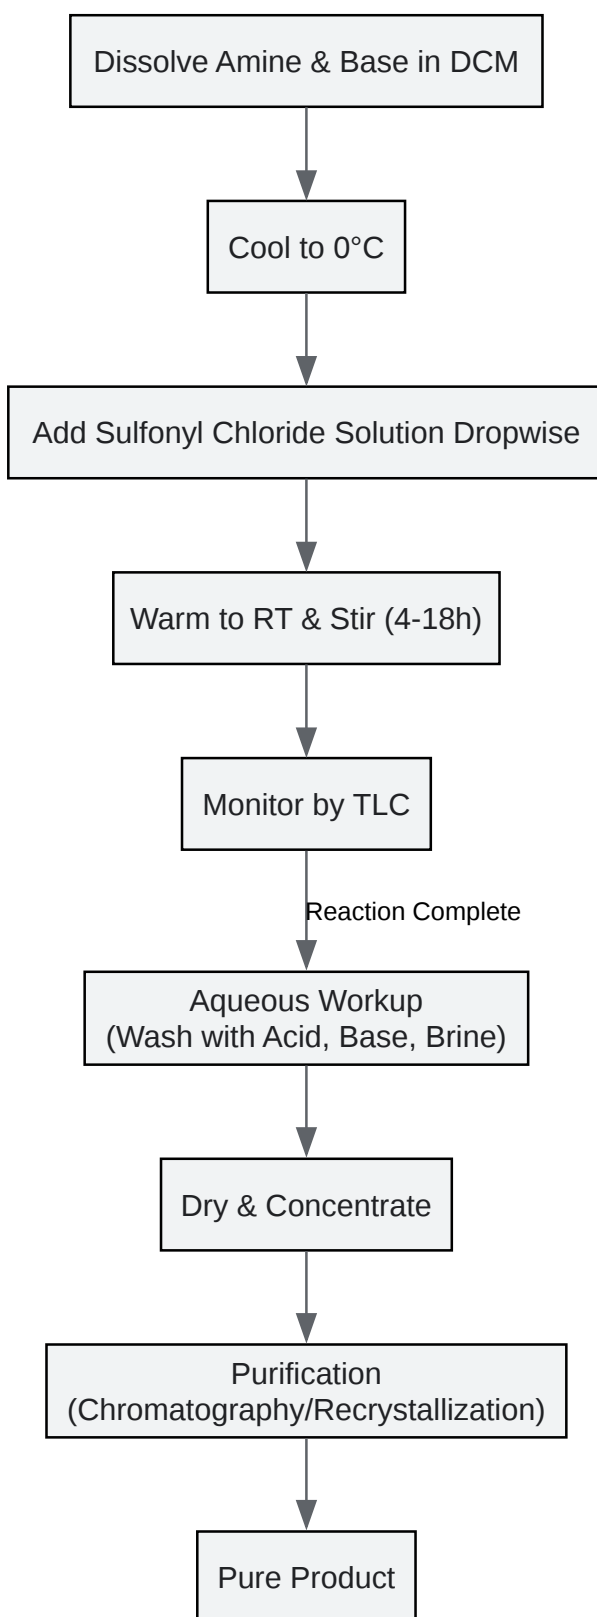 Dissolve Amine & Base in DCM
Cool to 0°C
Add Sulfonyl Chloride Solution Dropwise
Warm to RT & Stir (4-18h)
Monitor by TLC
Reaction Complete
Aqueous Workup
(Wash with Acid, Base, Brine)
Dry & Concentrate
Purification
(Chromatography/Recrystallization)
Pure Product